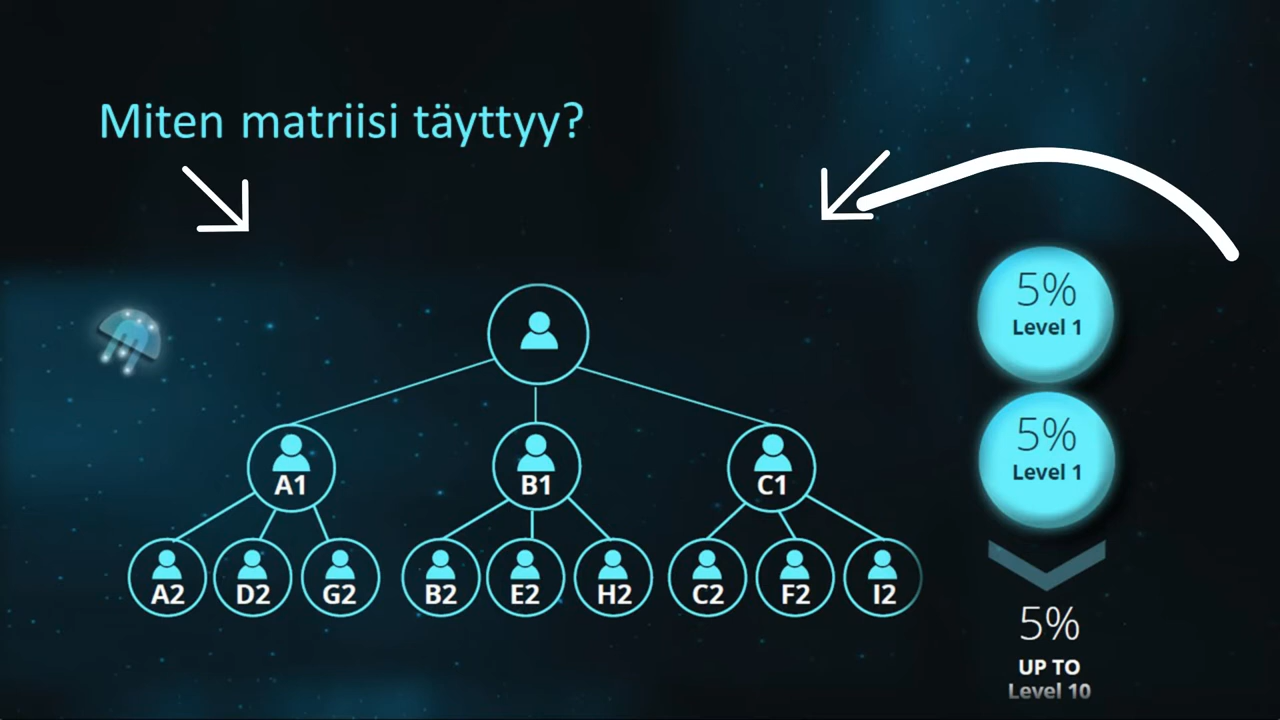 Miten matriisi täyttyy?
5%
Level 1
A1
B1
C1
5%
Level 1
A2
D2
G2
B2
E2
H2
C2
F2
I2
5%
UP TO
Level 10